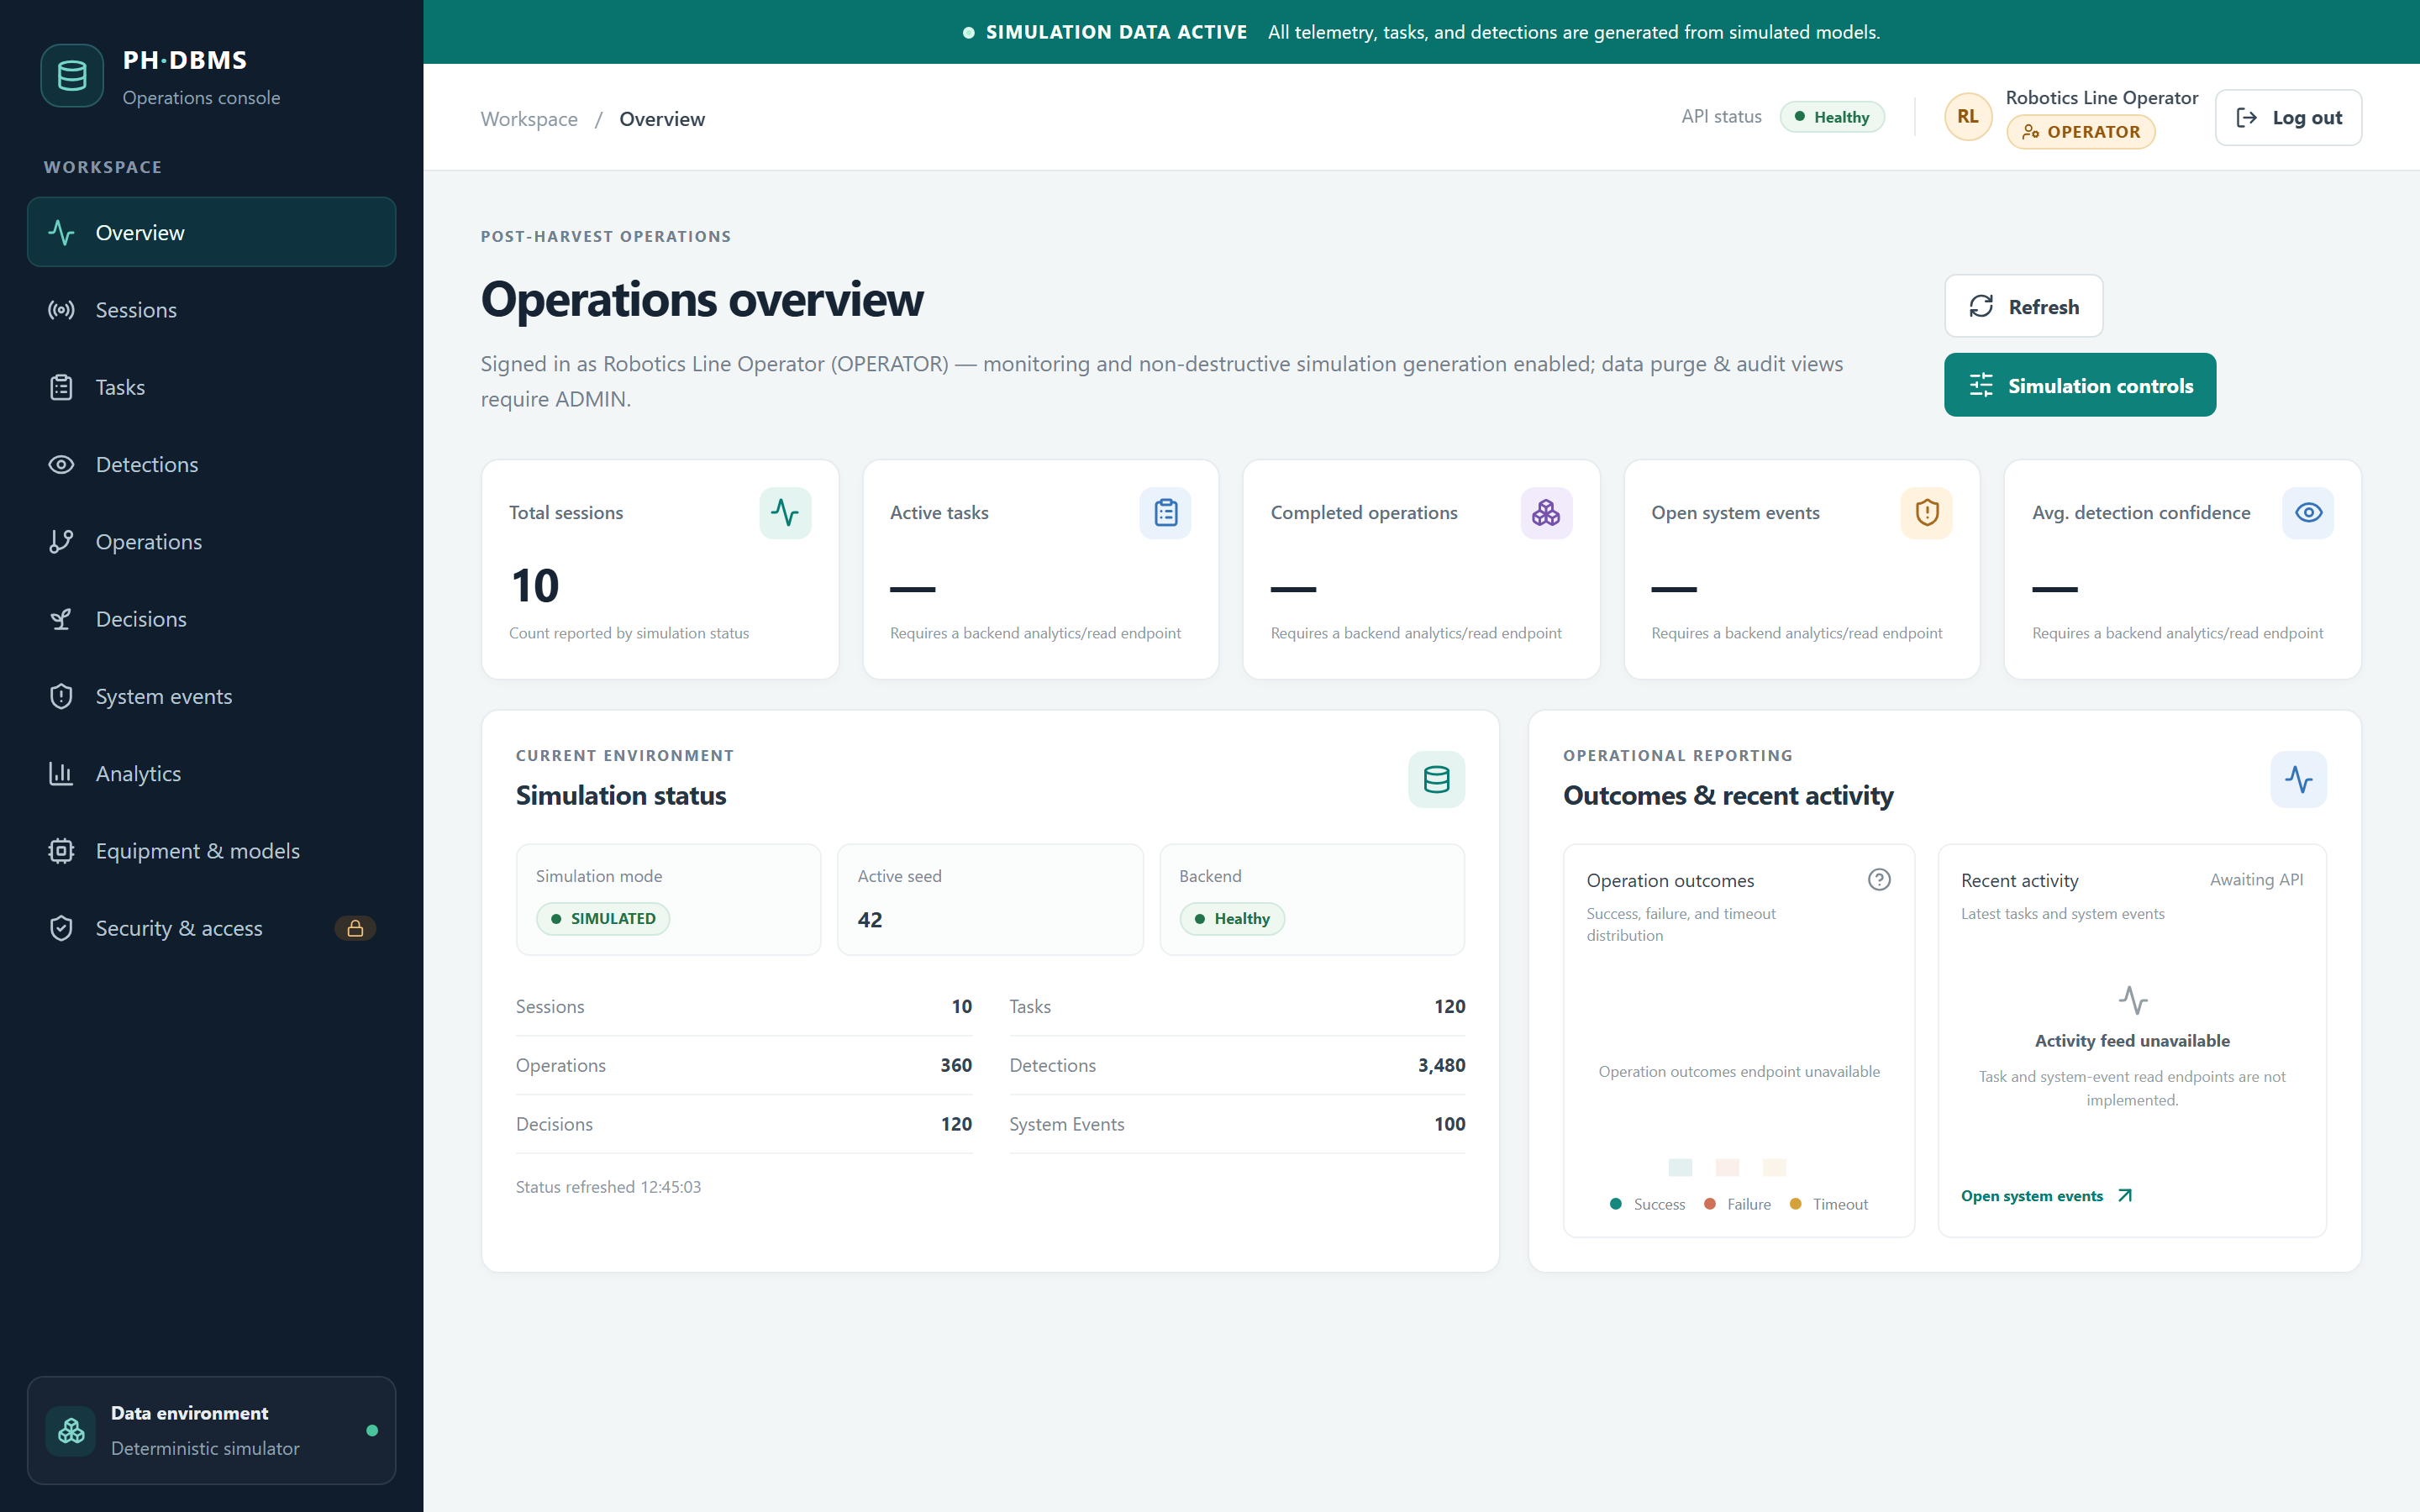 PH·DBMS
Operations console
WORKSPACE
Overview
Sessions
Tasks
Detections
Operations
Decisions
System events
Analytics
Equipment & models
Security & access
Data environment
Deterministic simulator
SIMULATION DATA ACTIVE All telemetry, tasks, and detections are generated from simulated models.
Workspace / Overview
API status Healthy
RL
Robotics Line Operator
OPERATOR
Log out
POST-HARVEST OPERATIONS
Operations overview
Signed in as Robotics Line Operator (OPERATOR) — monitoring and non-destructive simulation generation enabled; data purge & audit views
require ADMIN.
Refresh
Simulation controls
Total sessions
10
Count reported by simulation status
Active tasks
—
Requires a backend analytics/read endpoint
Completed operations
—
Requires a backend analytics/read endpoint
Open system events
—
Requires a backend analytics/read endpoint
Avg. detection confidence
—
Requires a backend analytics/read endpoint
CURRENT ENVIRONMENT
Simulation status
Simulation mode
SIMULATED
Active seed
42
Backend
Healthy
Sessions 10
Tasks 120
Operations 360
Detections 3,480
Decisions 120
System Events 100
Status refreshed 12:45:03
OPERATIONAL REPORTING
Outcomes & recent activity
Operation outcomes
Success, failure, and timeout
distribution
Operation outcomes endpoint unavailable
Success Failure Timeout
Recent activity Awaiting API
Latest tasks and system events
Activity feed unavailable
Task and system-event read endpoints are not
implemented.
Open system events